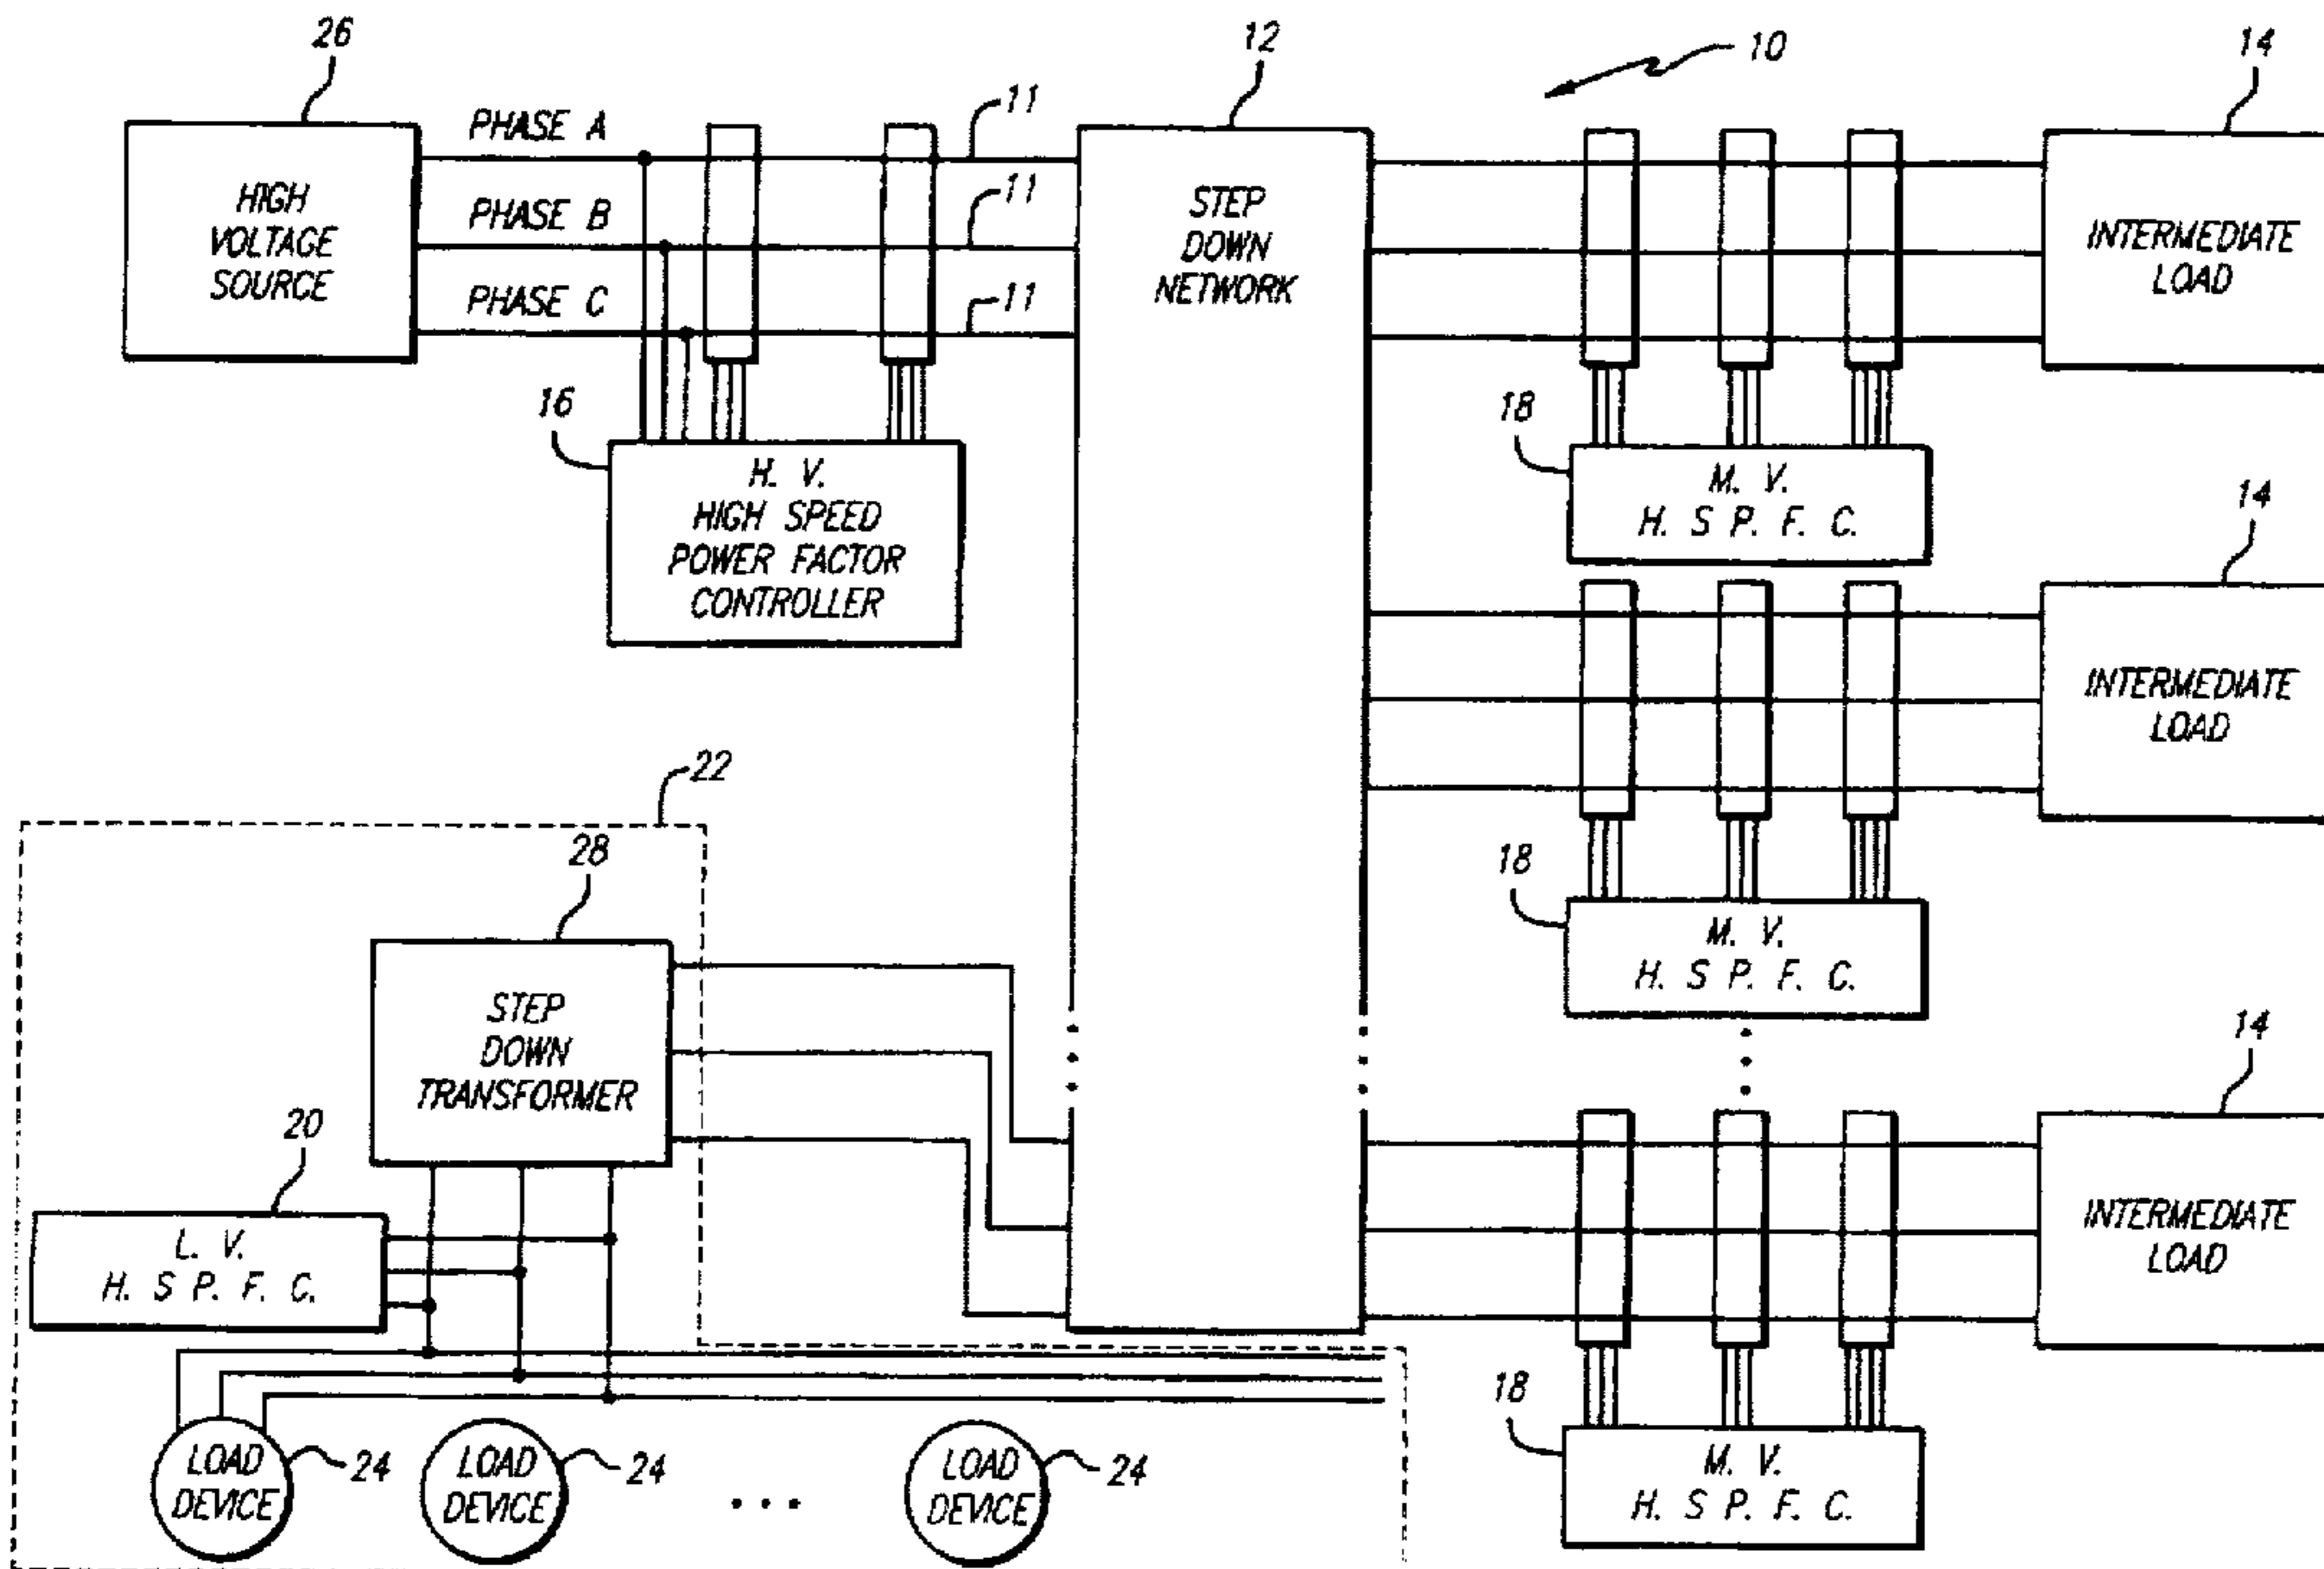 26
12
10
14
PHASE A
11
HIGH
VOLTAGE
SOURCE
PHASE B
11
STEP
DOWN
NETWORK
INTERMEDIATE
LOAD
PHASE C
11
16
H. V.
HIGH SPEED
POWER FACTOR
CONTROLLER
18
M. V.
H. S P. F. C.
14
INTERMEDIATE
LOAD
22
28
18
M. V.
H. S P. F. C.
STEP
DOWN
TRANSFORMER
14
20
INTERMEDIATE
LOAD
L. V.
H. S P. F. C.
18
M. V.
H. S P. F. C.
LOAD
DEVICE
24
LOAD
DEVICE
24
. . .
LOAD
DEVICE
24